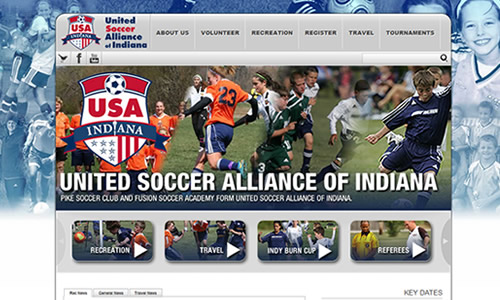 USA
INDIANA
United
Soccer
Alliance
of Indiana
ABOUT US VOLUNTEER RECREATION REGISTER TRAVEL TOURNAMENTS
You
23
USA
INDIANA
UNITED SOCCER ALLIANCE OF INDIANA
PIKE SOCCER CLUB AND FUSION SOCCER ACADEMY FORM UNITED SOCCER ALLIANCE OF INDIANA.
RECREATION TRAVEL INDY BURN CUP REFEREES
Rec News General News Travel News
KEY DATES